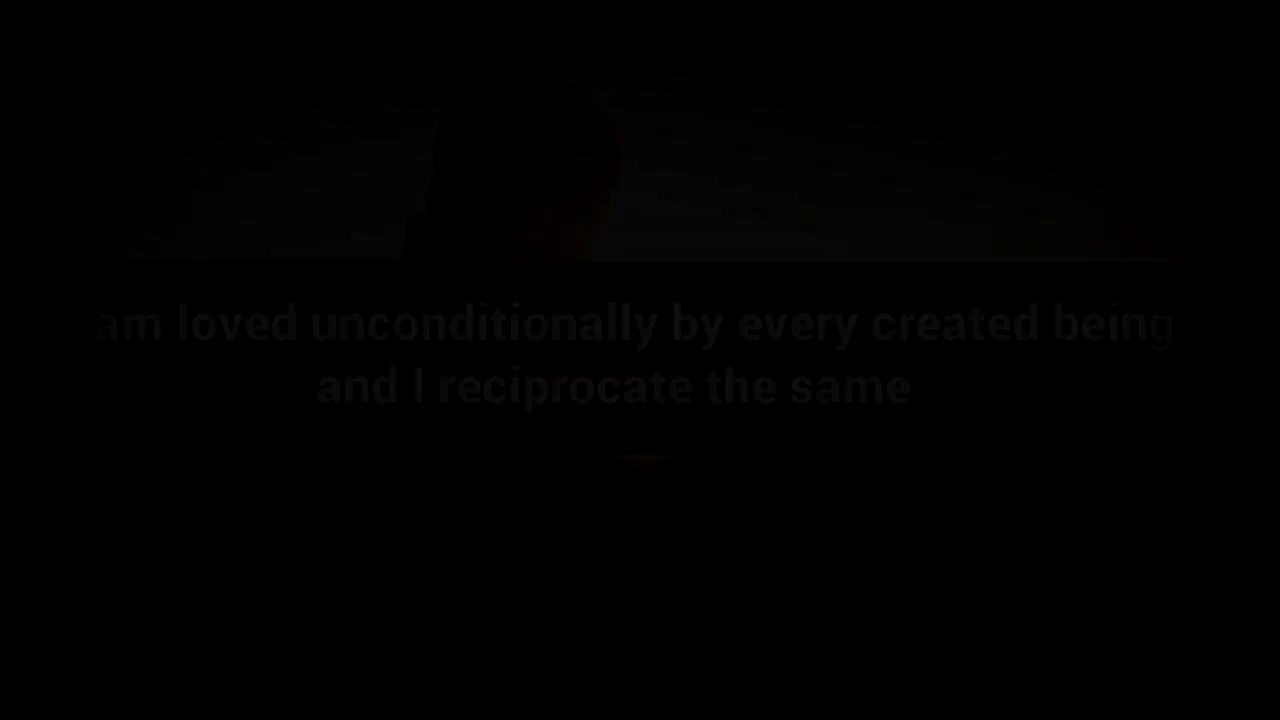 I am loved unconditionally by every created being
and I reciprocate the same